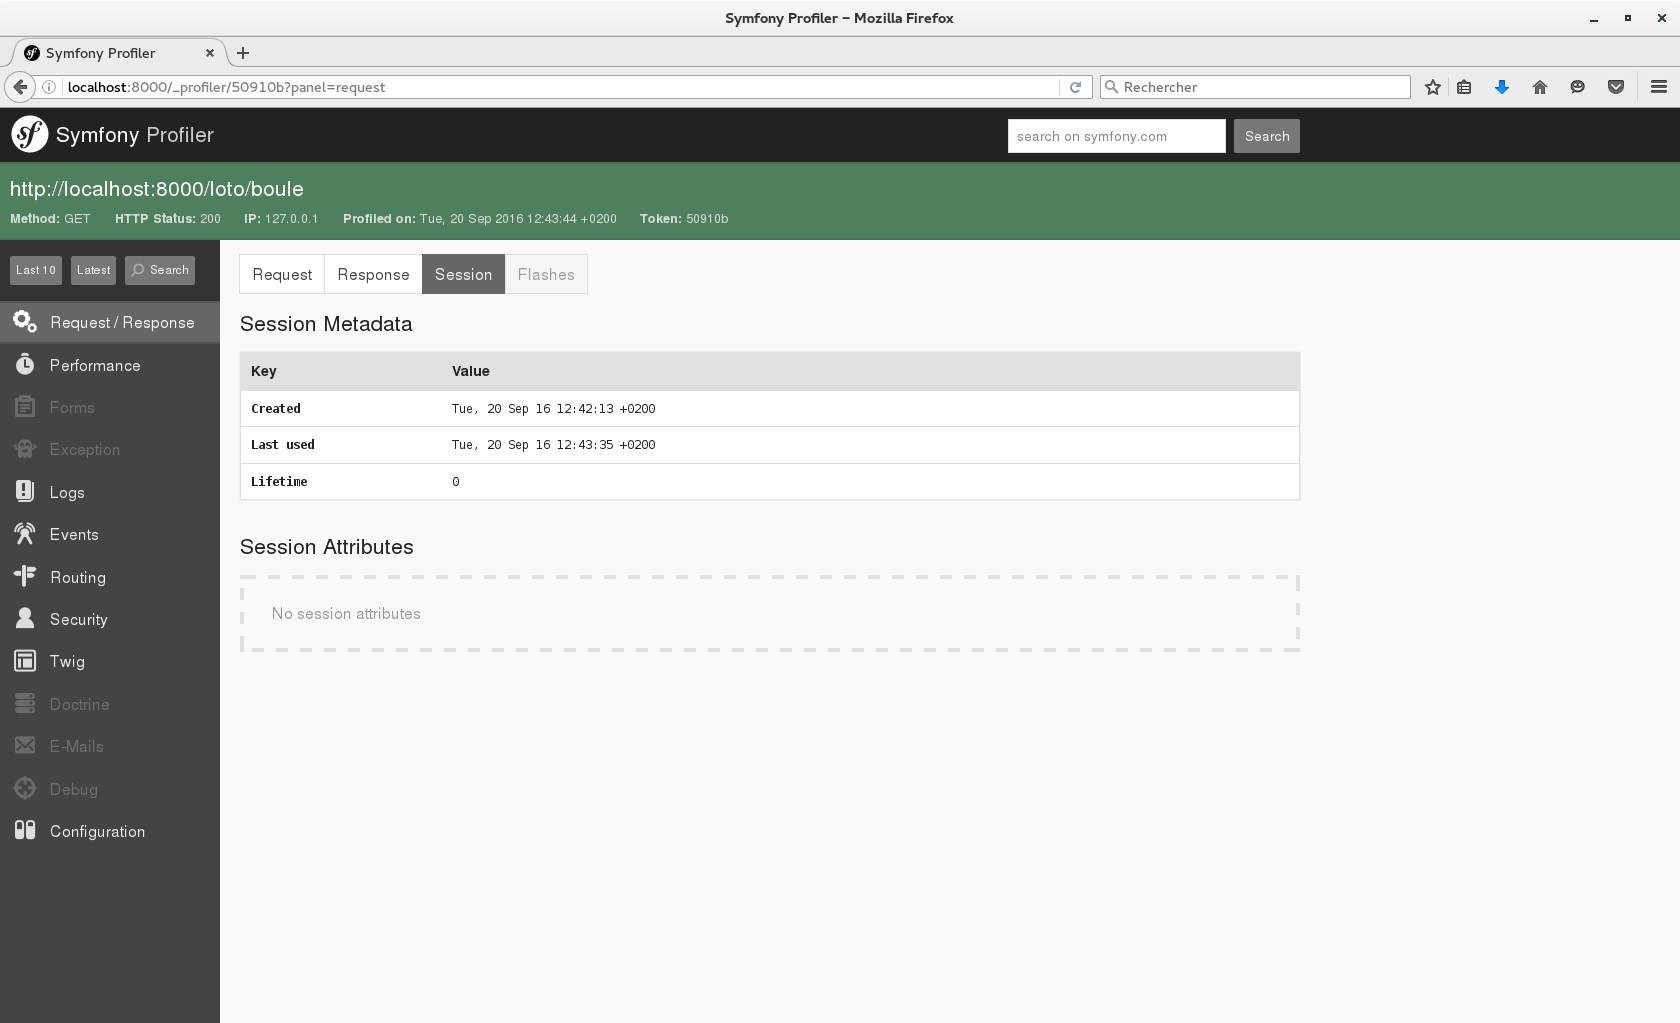 Symfony Profiler – Mozilla Firefox
Symfony Profiler
localhost:8000/_profiler/50910b?panel=request
Rechercher
sf Symfony Profiler
search on symfony.com
Search
http://localhost:8000/loto/boule
Method: GET HTTP Status: 200 IP: 127.0.0.1 Profiled on: Tue, 20 Sep 2016 12:43:44 +0200 Token: 50910b
Last 10 Latest Search
Request / Response
Performance
Forms
Exception
Logs
Events
Routing
Security
Twig
Doctrine
E-Mails
Debug
Configuration
Request Response Session Flashes
Session Metadata
Key Value
Created Tue, 20 Sep 16 12:42:13 +0200
Last used Tue, 20 Sep 16 12:43:35 +0200
Lifetime 0
Session Attributes
No session attributes